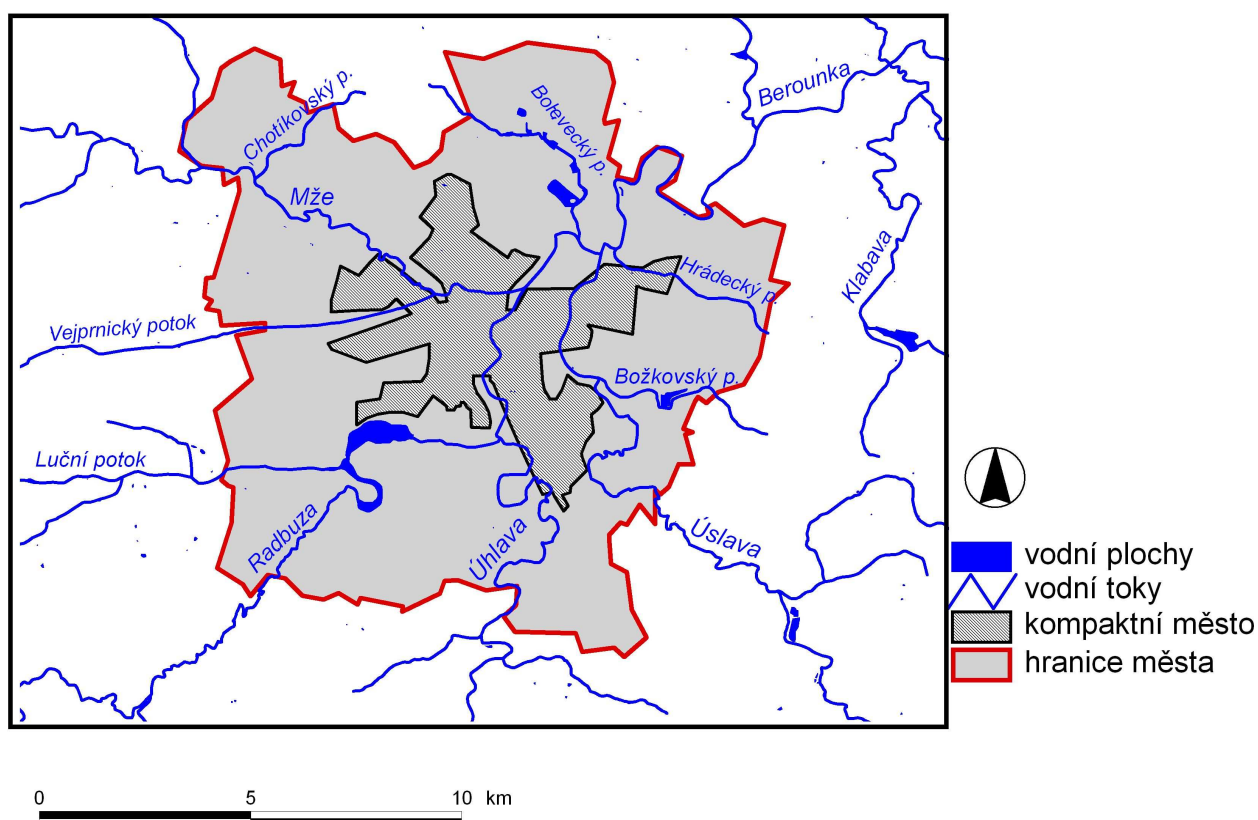 Berounka
Chotíkovský p.
Bolevecký p.
Mže
Klabava
Hrádecký p.
Vejprnický potok
Božkovský p.
Luční potok
Radbuza
Úhlava
Úslava
vodní plochy
vodní toky
kompaktní město
hranice města
0 5 10 km